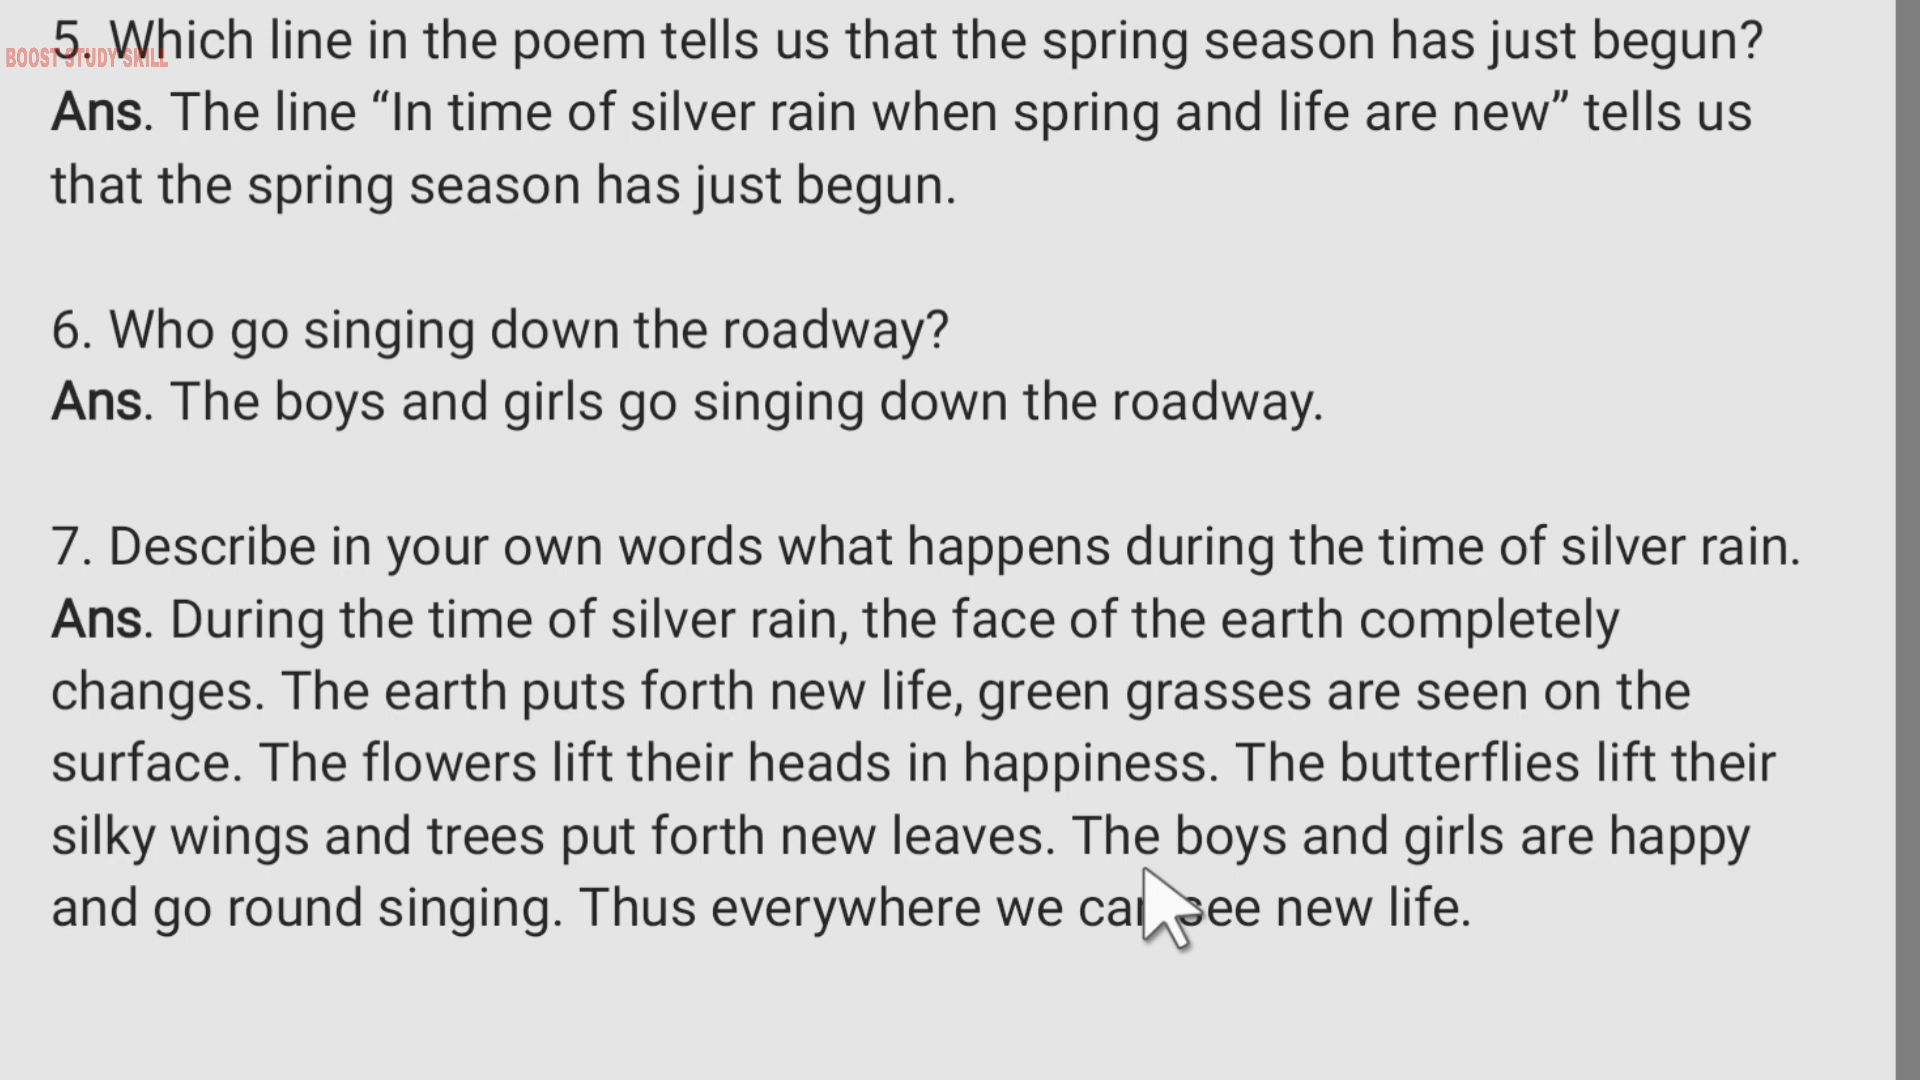 5. Which line in the poem tells us that the spring season has just begun?
BOOST STUDY SKILL
Ans. The line “In time of silver rain when spring and life are new” tells us
that the spring season has just begun.
6. Who go singing down the roadway?
Ans. The boys and girls go singing down the roadway.
7. Describe in your own words what happens during the time of silver rain.
Ans. During the time of silver rain, the face of the earth completely
changes. The earth puts forth new life, green grasses are seen on the
surface. The flowers lift their heads in happiness. The butterflies lift their
silky wings and trees put forth new leaves. The boys and girls are happy
and go round singing. Thus everywhere we can see new life.